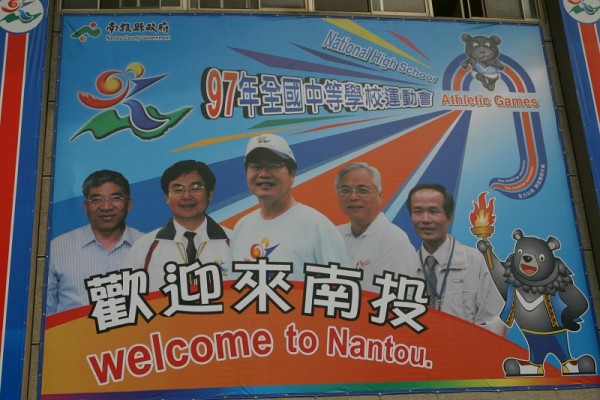 南投縣政府
Nantou County Government
National High School
97年全國中等學校運動會
Athletic Games
歡迎來南投
welcome to Nantou.